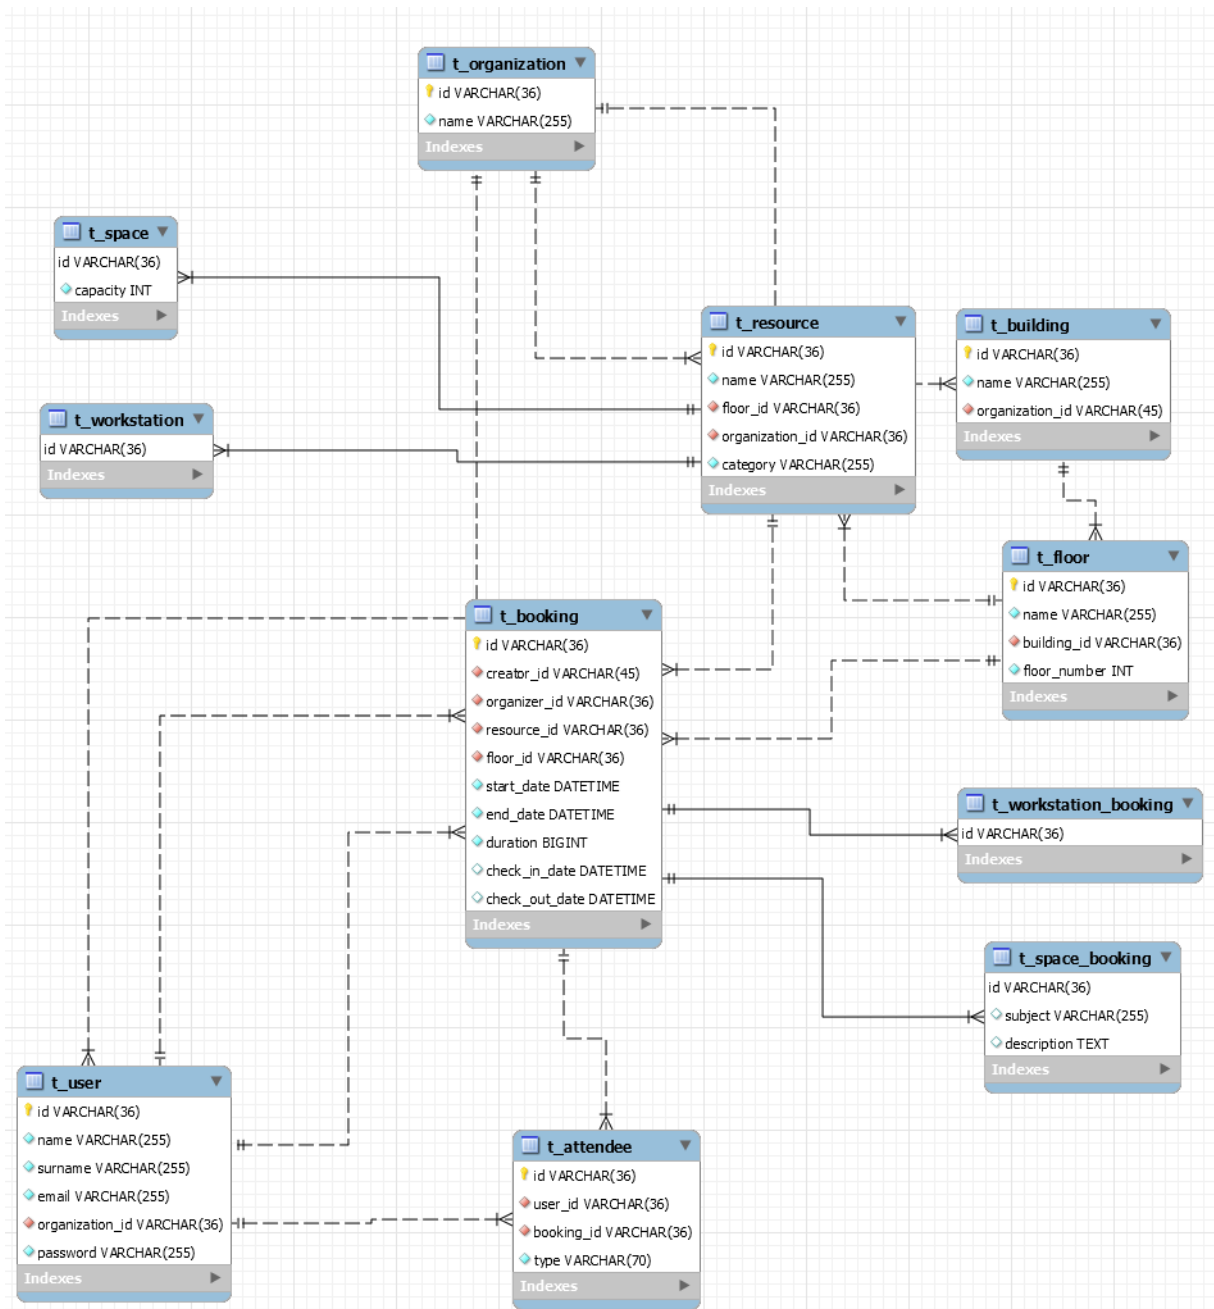 t_organization
id VARCHAR(36)
name VARCHAR(255)
Indexes
t_space
id VARCHAR(36)
capacity INT
Indexes
t_resource
id VARCHAR(36)
name VARCHAR(255)
floor_id VARCHAR(36)
organization_id VARCHAR(36)
category VARCHAR(255)
Indexes
t_building
id VARCHAR(36)
name VARCHAR(255)
organization_id VARCHAR(45)
Indexes
t_workstation
id VARCHAR(36)
Indexes
t_floor
id VARCHAR(36)
name VARCHAR(255)
building_id VARCHAR(36)
floor_number INT
Indexes
t_booking
id VARCHAR(36)
creator_id VARCHAR(45)
organizer_id VARCHAR(36)
resource_id VARCHAR(36)
floor_id VARCHAR(36)
start_date DATETIME
end_date DATETIME
duration BIGINT
check_in_date DATETIME
check_out_date DATETIME
Indexes
t_workstation_booking
id VARCHAR(36)
Indexes
t_space_booking
id VARCHAR(36)
subject VARCHAR(255)
description TEXT
Indexes
t_user
id VARCHAR(36)
name VARCHAR(255)
surname VARCHAR(255)
email VARCHAR(255)
organization_id VARCHAR(36)
password VARCHAR(255)
Indexes
t_attendee
id VARCHAR(36)
user_id VARCHAR(36)
booking_id VARCHAR(36)
type VARCHAR(70)
Indexes